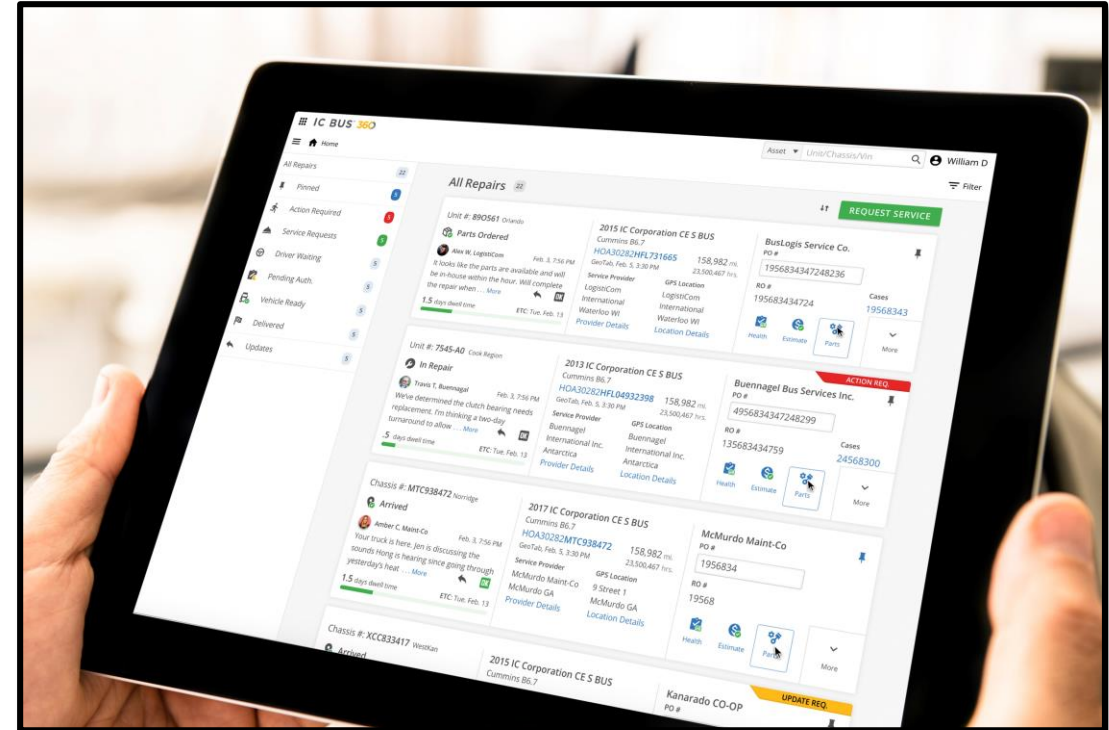 IC BUS™ 360
Home
Asset
Unit/Chassis/Vin
William D
Filter
All Repairs 22
Pinned 5
Action Required 5
Service Requests 5
Driver Waiting 5
Pending Auth. 5
Vehicle Ready 5
Delivered 5
Updates 5
All Repairs 22
REQUEST SERVICE
Unit #: 890561 Orlando
Parts Ordered
Alex W, LogistiCom Feb. 3, 7:56 PM
It looks like the parts are available and will
be in-house within the hour. Will complete
the repair when . . . More
OK
1.5 days dwell time ETC: Tue. Feb. 13
2015 IC Corporation CE S BUS
Cummins B6.7
HOA30282HFL731665 158,982 mi.
GeoTab, Feb. 5, 3:30 PM 23,500,467 hrs.
Service Provider
LogistiCom
International
Waterloo WI
Provider Details
GPS Location
LogistiCom
International
Waterloo WI
Location Details
BusLogis Service Co.
PO #
1956834347248236
RO #
195683434724
Cases
19568343
Health
Estimate
Parts
More
Unit #: 7545-A0 Cook Region
In Repair
Travis T, Buennagal Feb. 3, 7:56 PM
We've determined the clutch bearing needs
replacement. I'm thinking a two-day
turnaround to allow . . . More
OK
.5 days dwell time ETC: Tue. Feb. 13
2013 IC Corporation CE S BUS
Cummins B6.7
HOA30282HFL04932398 158,982 mi.
GeoTab, Feb. 5, 3:30 PM 23,500,467 hrs.
Service Provider
Buennagel
International Inc.
Antarctica
Provider Details
GPS Location
Buennagel
International Inc.
Antarctica
Location Details
ACTION REQ.
Buennagel Bus Services Inc.
PO #
4956834347248299
RO #
135683434759
Cases
24568300
Health
Estimate
Parts
More
Chassis #: MTC938472 Norridge
Arrived
Amber C, Maint-Co Feb. 3, 7:56 PM
Your truck is here. Jen is discussing the
sounds Hong is hearing since going through
yesterday's heat . . . More
OK
1.5 days dwell time ETC: Tue. Feb. 13
2017 IC Corporation CE S BUS
Cummins B6.7
HOA30282MTC938472 158,982 mi.
GeoTab, Feb. 5, 3:30 PM 23,500,467 hrs.
Service Provider
McMurdo Maint-Co
McMurdo GA
Provider Details
GPS Location
9 Street 1
McMurdo GA
Location Details
McMurdo Maint-Co
PO #
1956834
RO #
19568
Health
Estimate
Parts
More
Chassis #: XCC833417 Westkan
Arrived
2015 IC Corporation CE S BUS
Cummins B6.7
UPDATE REQ.
Kanarado CO-OP
PO #